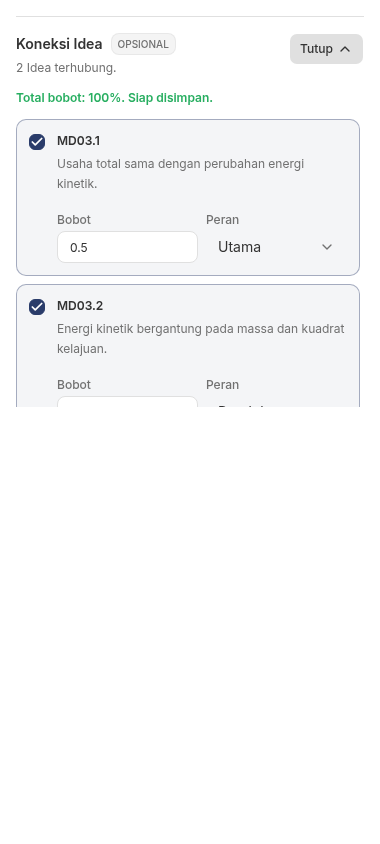 Koneksi Idea OPSIONAL
Tutup
2 Idea terhubung.
Total bobot: 100%. Siap disimpan.
MD03.1
Usaha total sama dengan perubahan energi
kinetik.
Bobot Peran
0.5 Utama
MD03.2
Energi kinetik bergantung pada massa dan kuadrat
kelajuan.
Bobot Peran